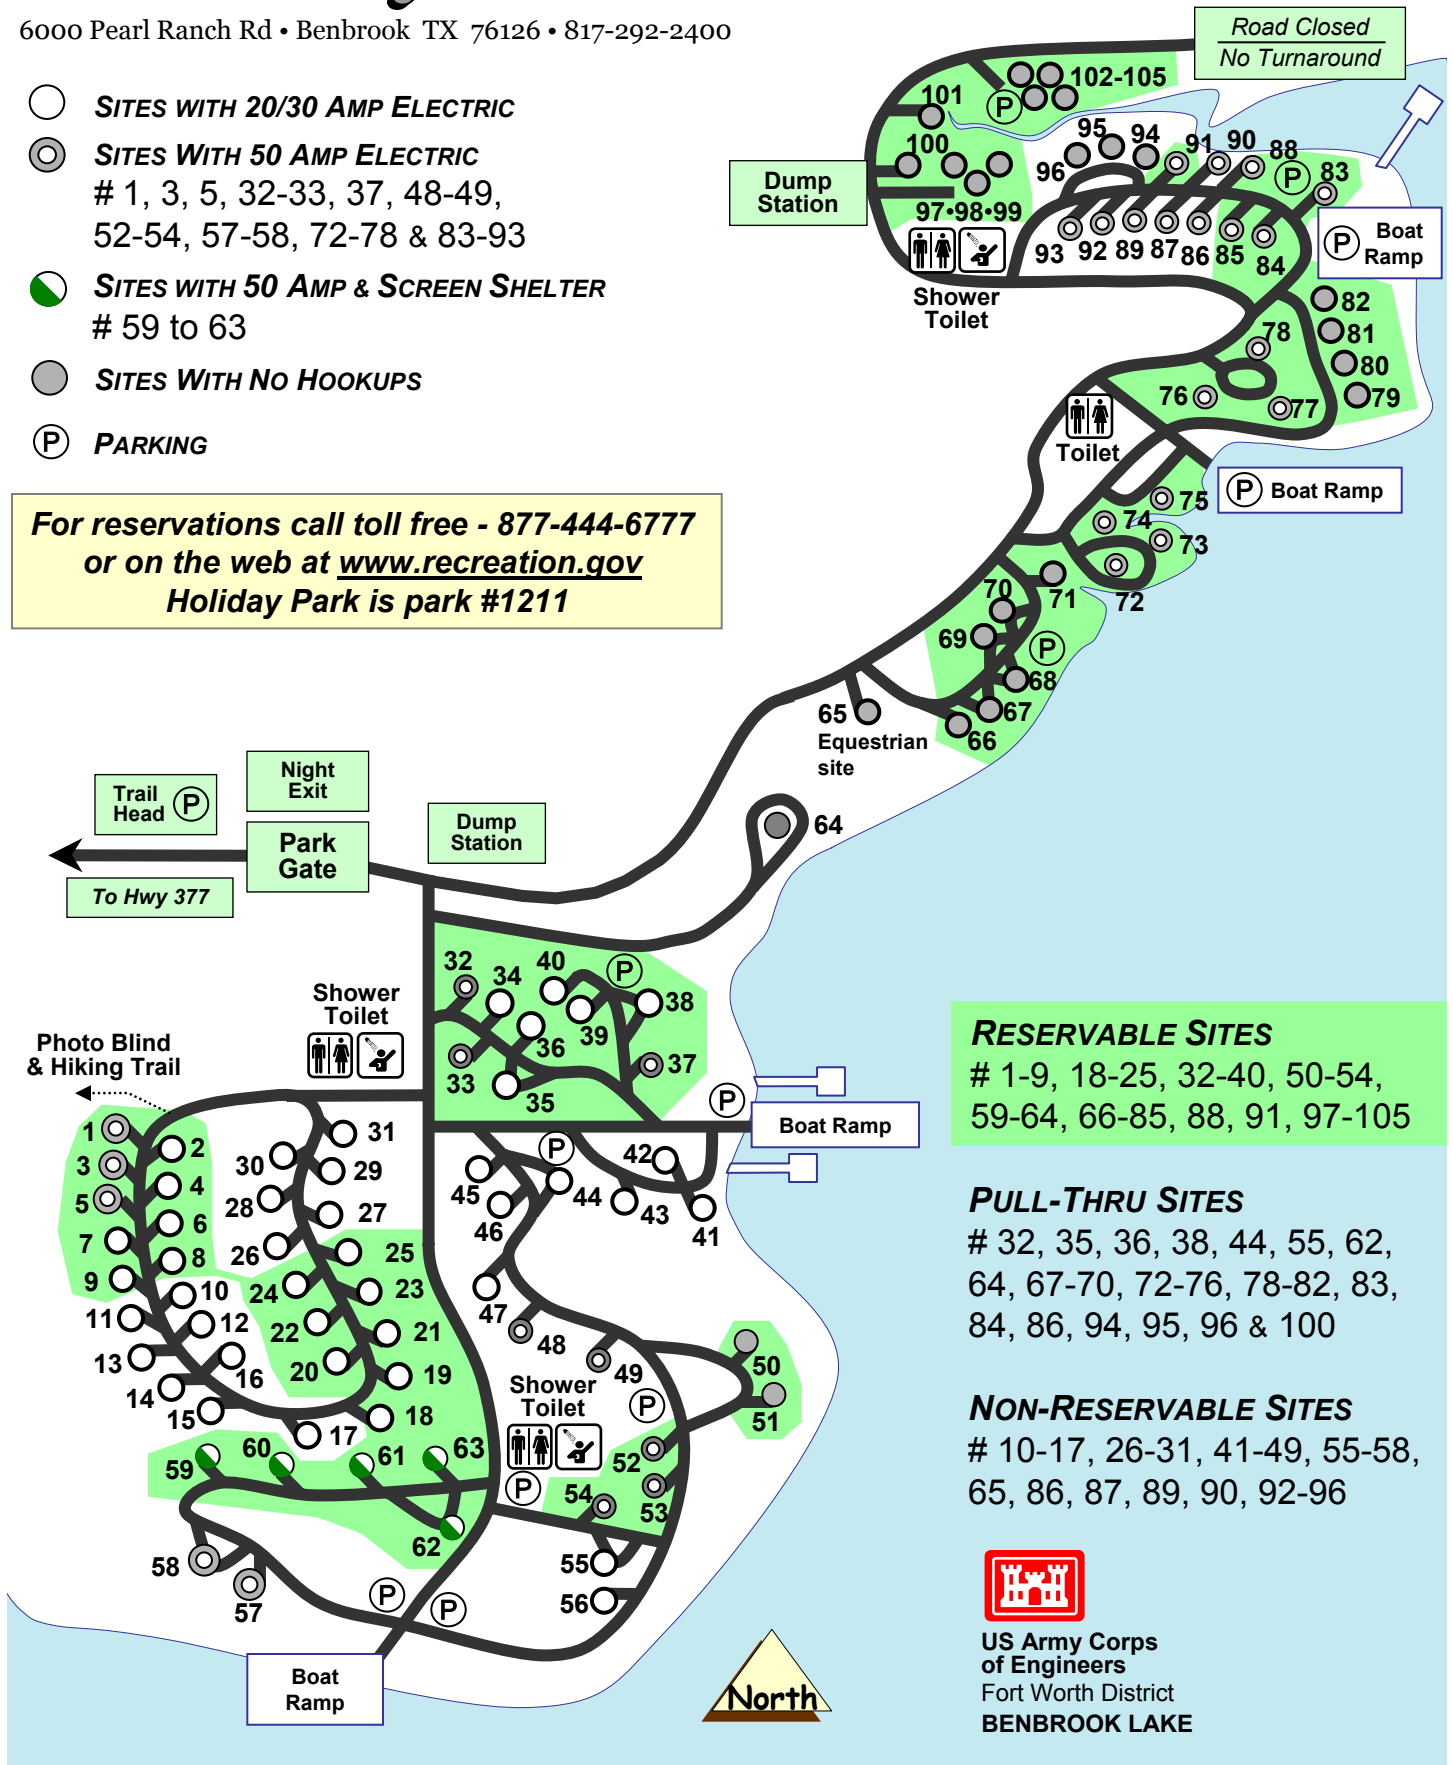 6000 Pearl Ranch Rd • Benbrook TX 76126 • 817-292-2400
SITES WITH 20/30 AMP ELECTRIC
SITES WITH 50 AMP ELECTRIC
# 1, 3, 5, 32-33, 37, 48-49,
52-54, 57-58, 72-78 & 83-93
SITES WITH 50 AMP & SCREEN SHELTER
# 59 to 63
SITES WITH NO HOOKUPS
P PARKING
For reservations call toll free - 877-444-6777
or on the web at www.recreation.gov
Holiday Park is park #1211
Road Closed
No Turnaround
102-105
P
101
100
97•98•99
Dump
Station
Shower
Toilet
96
95
94
91
90
88
P
83
93
92
89
87
86
85
84
P Boat
Ramp
82
81
80
79
78
76
77
Toilet
P Boat Ramp
75
74
73
72
71
70
69
P
68
67
66
65
Equestrian
site
64
Night
Exit
Trail
Head P
Park
Gate
To Hwy 377
Dump
Station
32
34
40
P
38
39
36
33
35
37
Shower
Toilet
Photo Blind
& Hiking Trail
P
Boat Ramp
1
2
3
4
5
6
7
8
9
10
11
12
13
14
15
16
17
18
19
20
21
22
23
24
25
26
27
28
29
30
31
P
42
45
44
43
41
46
47
48
49
50
51
Shower
Toilet
P
52
53
54
P
55
56
59
60
61
63
62
58
57
P
P
Boat
Ramp
North
RESERVABLE SITES
# 1-9, 18-25, 32-40, 50-54,
59-64, 66-85, 88, 91, 97-105
PULL-THRU SITES
# 32, 35, 36, 38, 44, 55, 62,
64, 67-70, 72-76, 78-82, 83,
84, 86, 94, 95, 96 & 100
NON-RESERVABLE SITES
# 10-17, 26-31, 41-49, 55-58,
65, 86, 87, 89, 90, 92-96
US Army Corps
of Engineers
Fort Worth District
BENBROOK LAKE